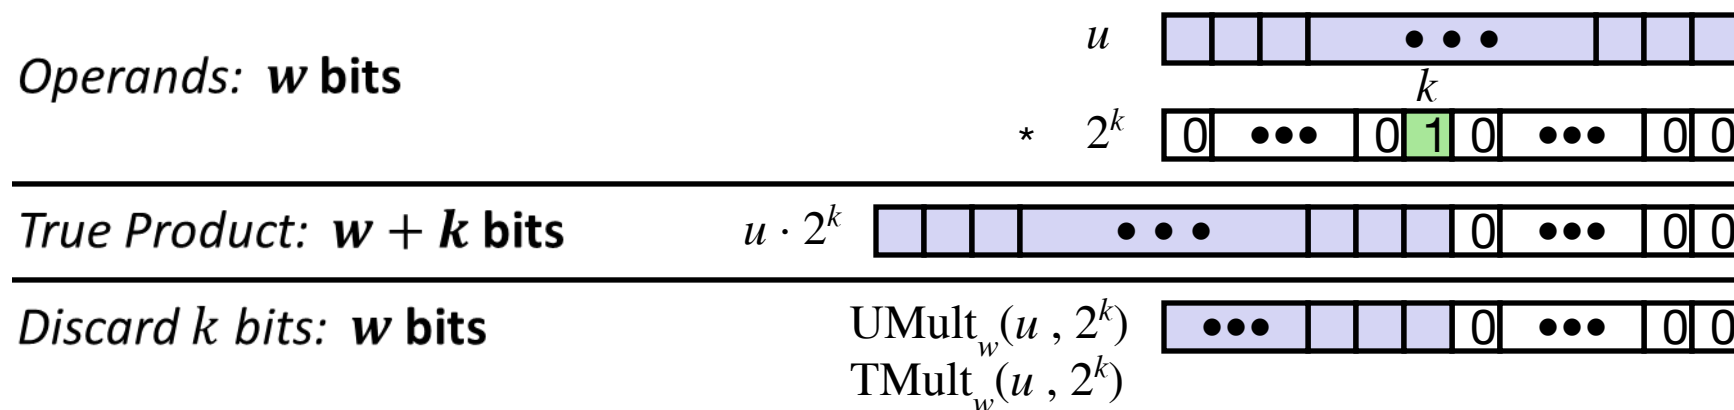 u
Operands: w bits
k
* 2^k 0 ••• 0 1 0 ••• 0 0
True Product: w + k bits u · 2^k • • • 0 ••• 0 0
Discard k bits: w bits UMult_w(u , 2^k) ••• 0 ••• 0 0
TMult_w(u , 2^k)